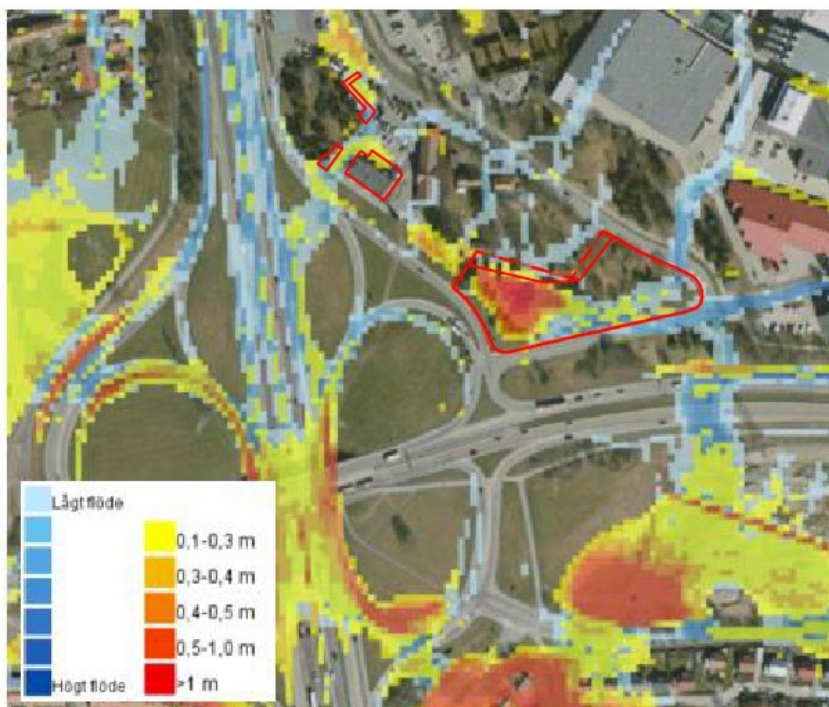 Lågt flöde
Högt flöde
0,1-0,3 m
0,3-0,4 m
0,4-0,5 m
0,5-1,0 m
>1 m